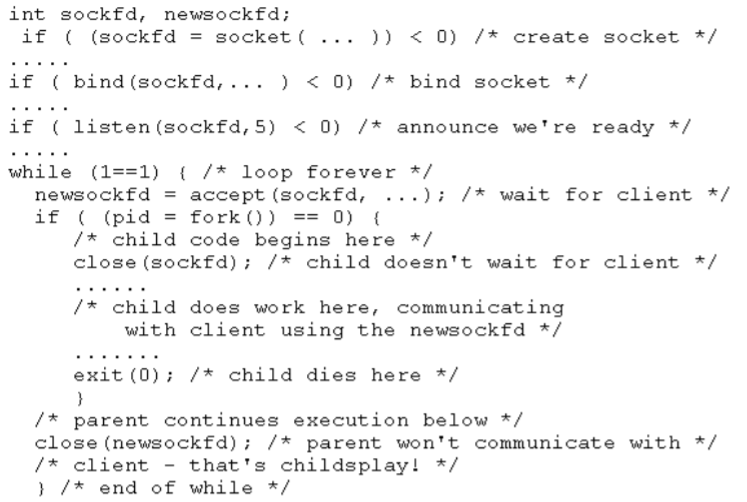 int sockfd, newsockfd;
if ( (sockfd = socket( ... )) < 0) /* create socket */
.....
if ( bind(sockfd,... ) < 0) /* bind socket */
.....
if ( listen(sockfd,5) < 0) /* announce we're ready */
.....
while (1==1) { /* loop forever */
newsockfd = accept(sockfd, ...); /* wait for client */
if ( (pid = fork()) == 0) {
/* child code begins here */
close(sockfd); /* child doesn't wait for client */
......
/* child does work here, communicating
with client using the newsockfd */
.......
exit(0); /* child dies here */
}
/* parent continues execution below */
close(newsockfd); /* parent won't communicate with */
/* client - that's childsplay! */
} /* end of while */